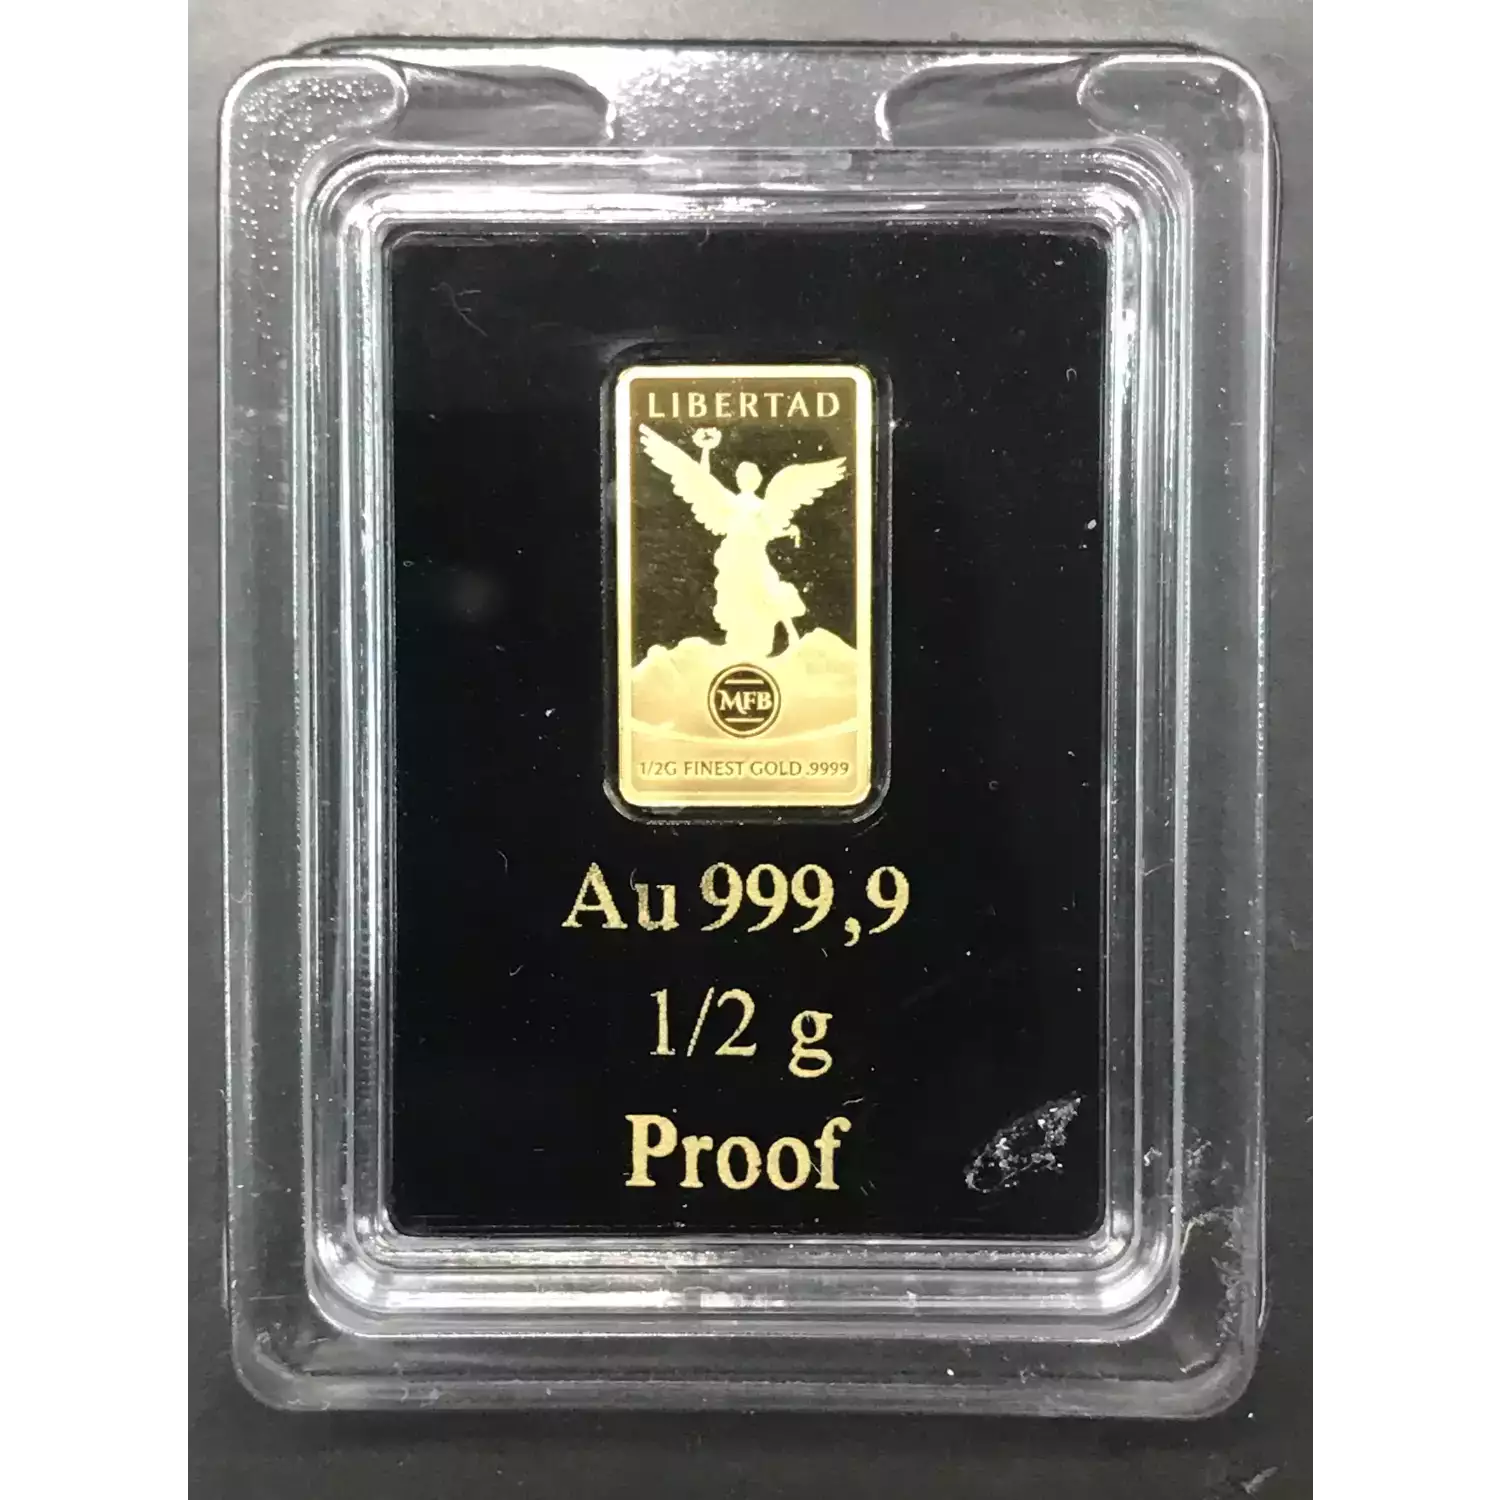 LIBERTAD
MFB
1/2G FINEST GOLD .9999
Au 999,9
1/2 g
Proof